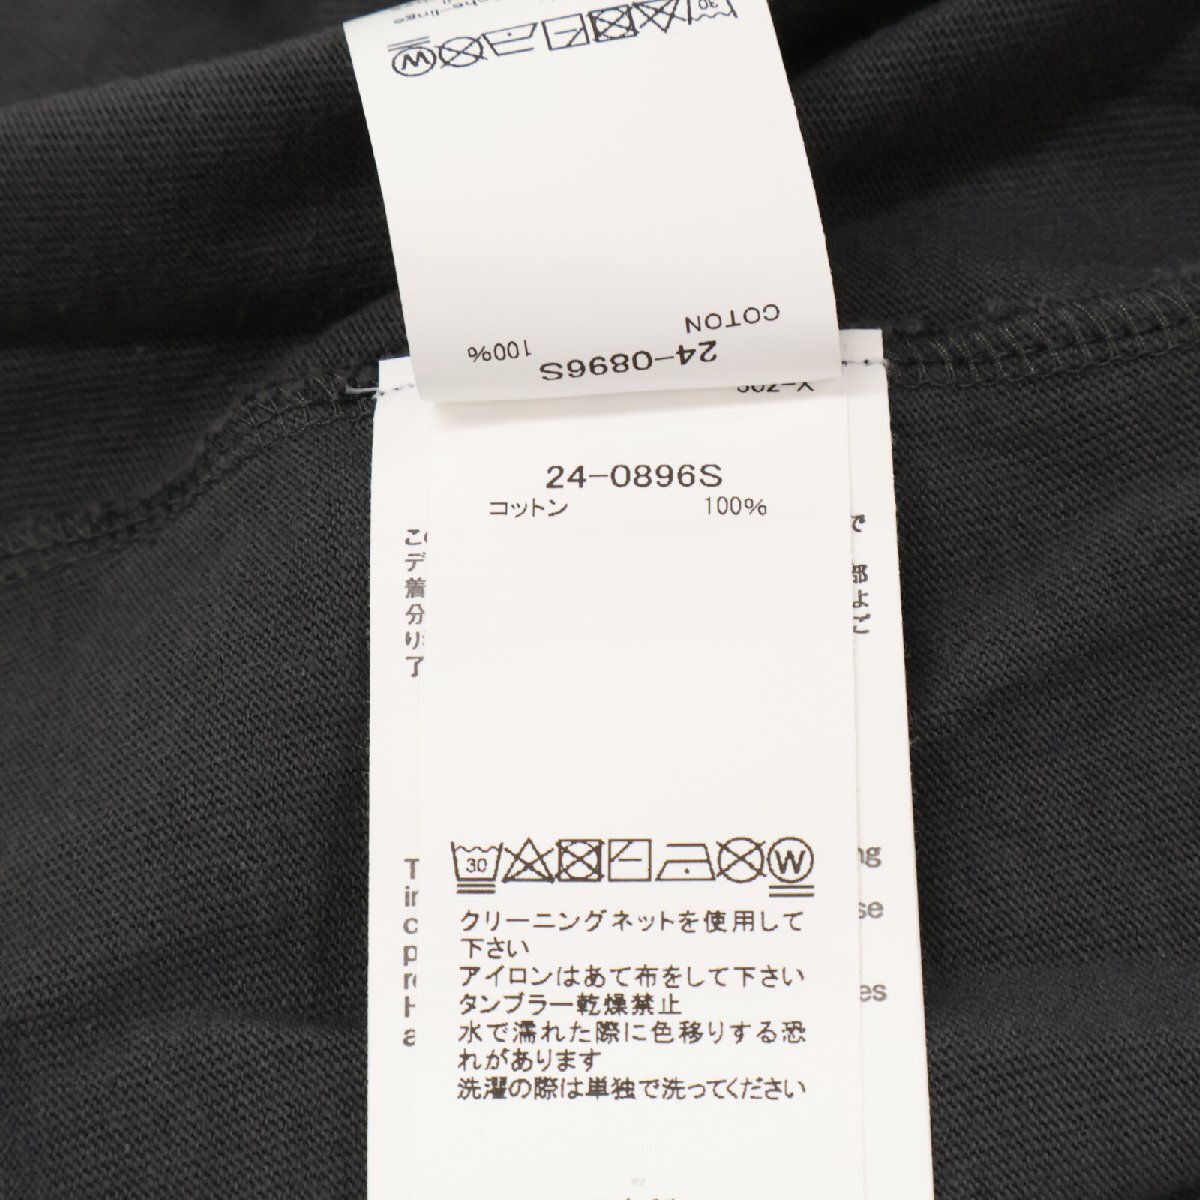 24-0896S
COTTON 100%
24-0896S
コットン 100%
30 W
クリーニングネットを使用して
下さい
アイロンはあて布をして下さい
タンブラー乾燥禁止
水で濡れた際に色移りする恐
れがあります
洗濯の際は単独で洗ってください